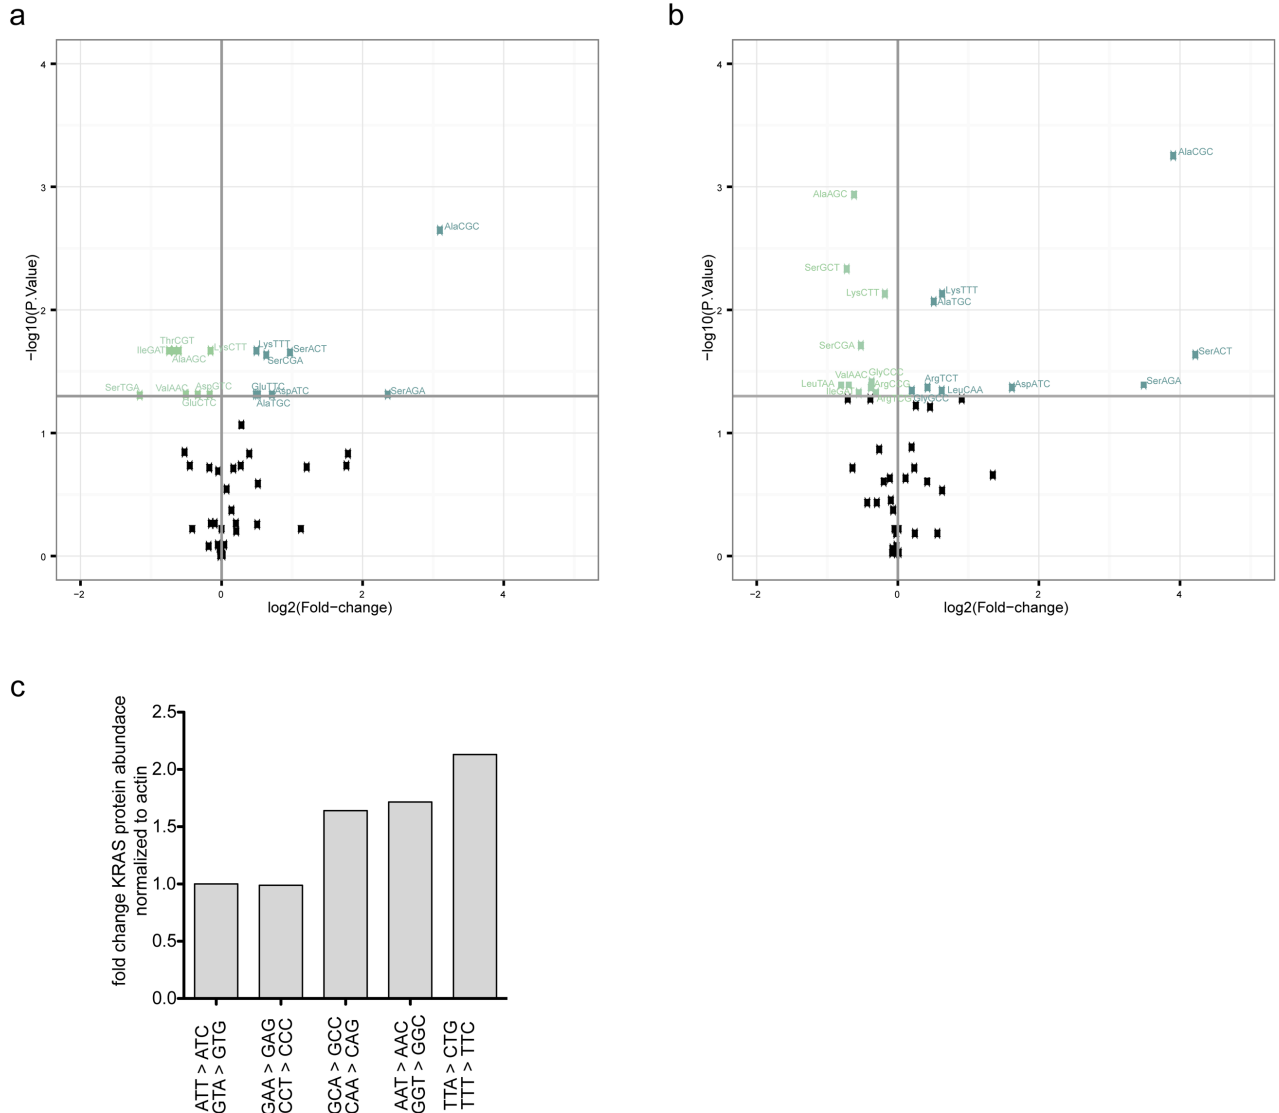 a
4
3
2
1
0
−log10(P.Value)
AlaCGC
ThrCGT
IleGAT
AlaAGC
LysCTT
LysTTT
SerACT
SerCGA
SerTGA
ValAAC
AspGTC
GluCTC
GluTTC
AspATC
AlaTGC
SerAGA
−2
0
2
4
log2(Fold−change)
b
4
3
2
1
0
−log10(P.Value)
AlaCGC
AlaAGC
SerGCT
LysCTT
LysTTT
AlaTGC
SerCGA
SerACT
ValAAC
GlyCCC
LeuTAA
ArgCCG
IleGAT
ArgTCG
ArgTCT
GlyGCC
LeuCAA
AspATC
SerAGA
−2
0
2
4
log2(Fold−change)
c
fold change KRAS protein abundace
normalized to actin
2.5
2.0
1.5
1.0
0.5
0.0
ATT > ATC
GTA > GTG
GAA > GAG
CCT > CCC
GCA > GCC
CAA > CAG
AAT > AAC
GGT > GGC
TTA > CTG
TTT > TTC